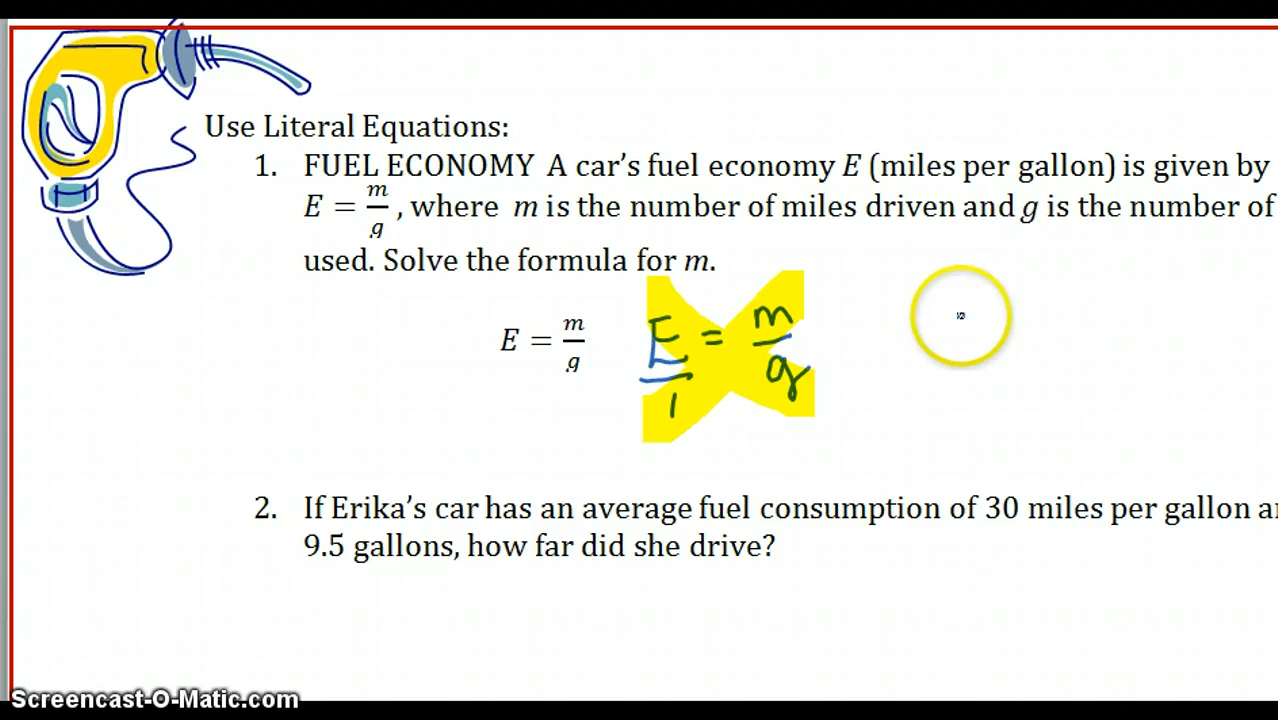 Use Literal Equations:
1. FUEL ECONOMY A car's fuel economy E (miles per gallon) is given by
E = m/g , where m is the number of miles driven and g is the number of
used. Solve the formula for m.
E = m/g E/1 = m/g
2. If Erika's car has an average fuel consumption of 30 miles per gallon
9.5 gallons, how far did she drive?
Screencast-O-Matic.com